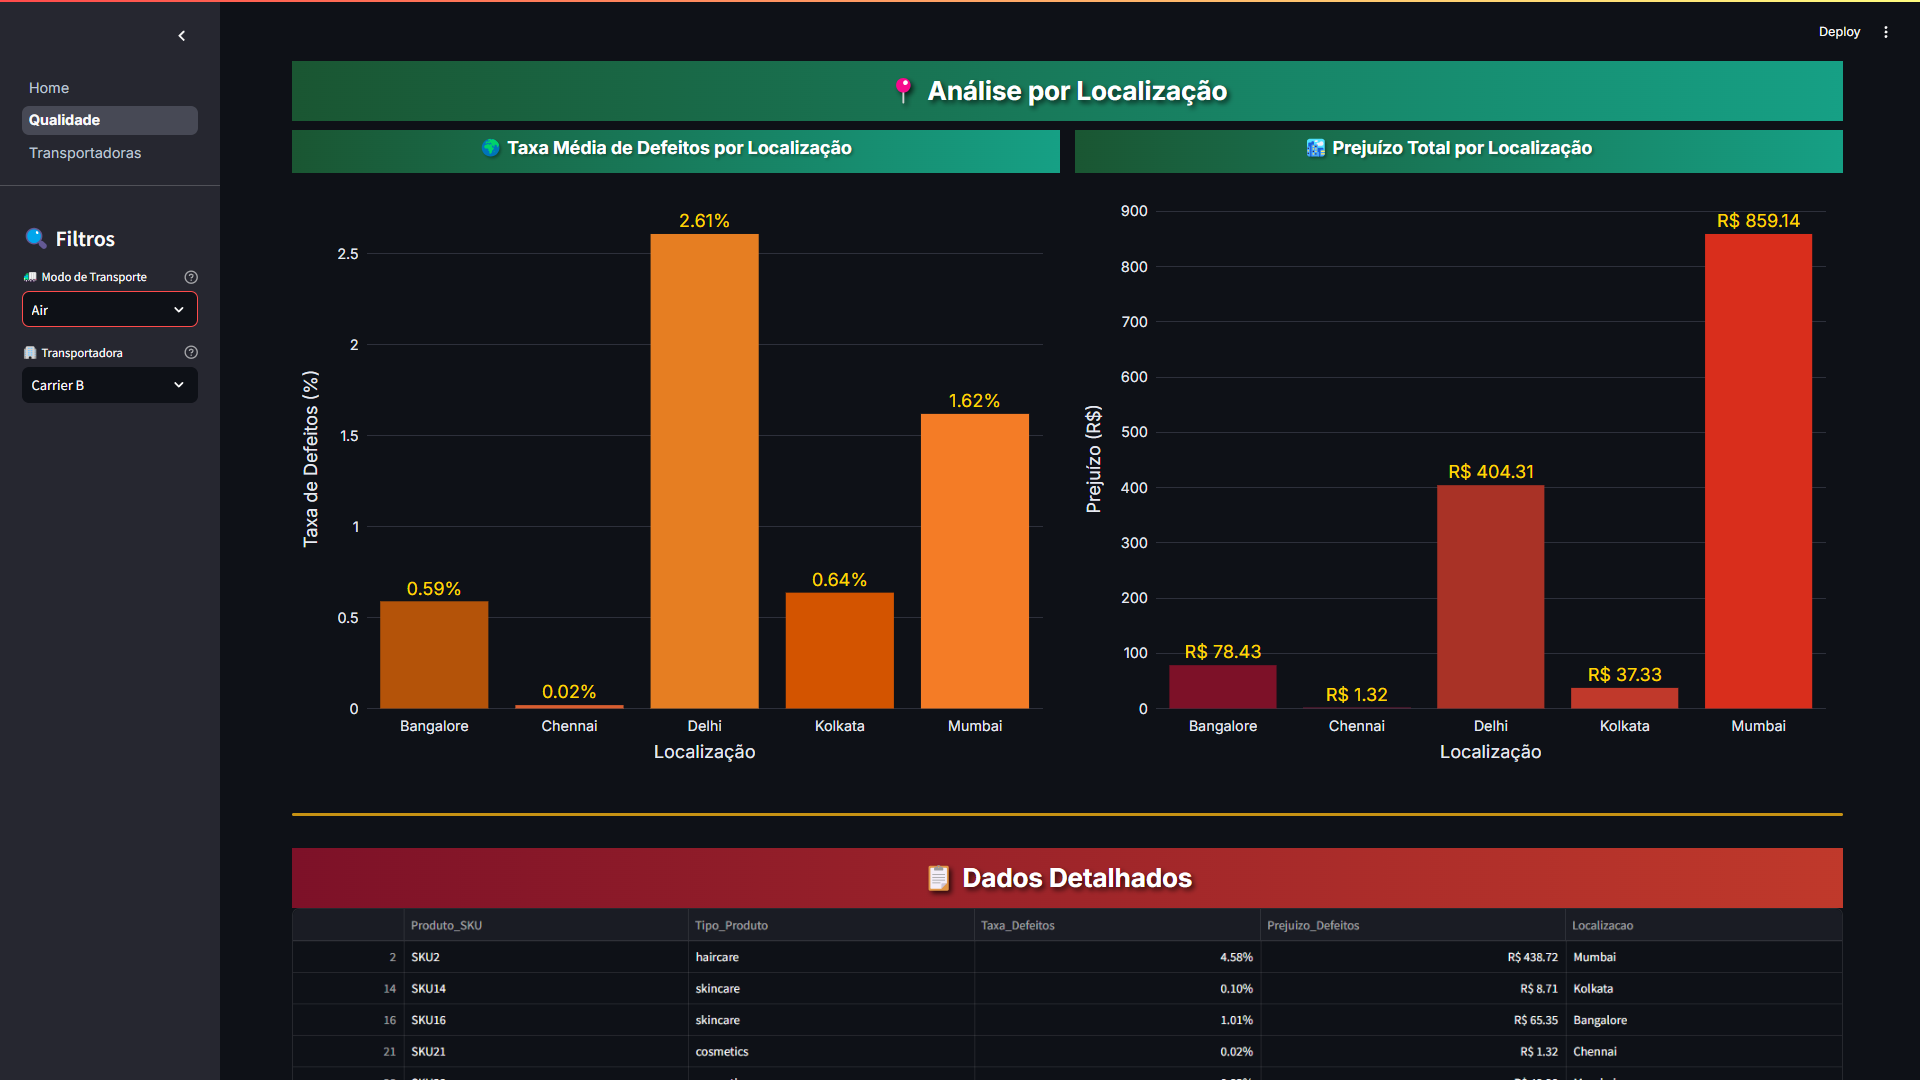 Deploy
Home
Qualidade
Transportadoras
Filtros
Modo de Transporte
Air
Transportadora
Carrier B
Análise por Localização
Taxa Média de Defeitos por Localização
Taxa de Defeitos (%)
2.5
2
1.5
1
0.5
0
0.59%
0.02%
2.61%
0.64%
1.62%
Bangalore Chennai Delhi Kolkata Mumbai
Localização
Prejuízo Total por Localização
Prejuízo (R$)
900
800
700
600
500
400
300
200
100
0
R$ 78.43
R$ 1.32
R$ 404.31
R$ 37.33
R$ 859.14
Bangalore Chennai Delhi Kolkata Mumbai
Localização
Dados Detalhados
Produto_SKU Tipo_Produto Taxa_Defeitos Prejuizo_Defeitos Localizacao
2 SKU2 haircare 4.58% R$ 438.72 Mumbai
14 SKU14 skincare 0.10% R$ 8.71 Kolkata
16 SKU16 skincare 1.01% R$ 65.35 Bangalore
21 SKU21 cosmetics 0.02% R$ 1.32 Chennai